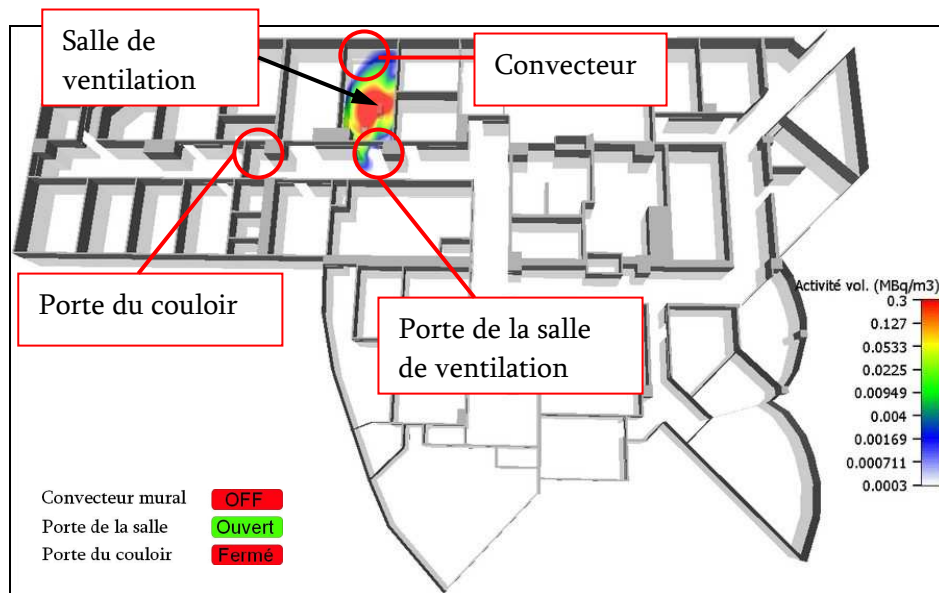 Salle de
ventilation
Convecteur
Porte du couloir
Porte de la salle
de ventilation
Activité vol. (MBq/m3)
0.3
0.127
0.0533
0.0225
0.00949
0.004
0.00169
0.000711
0.0003
Convecteur mural OFF
Porte de la salle Ouvert
Porte du couloir Fermé